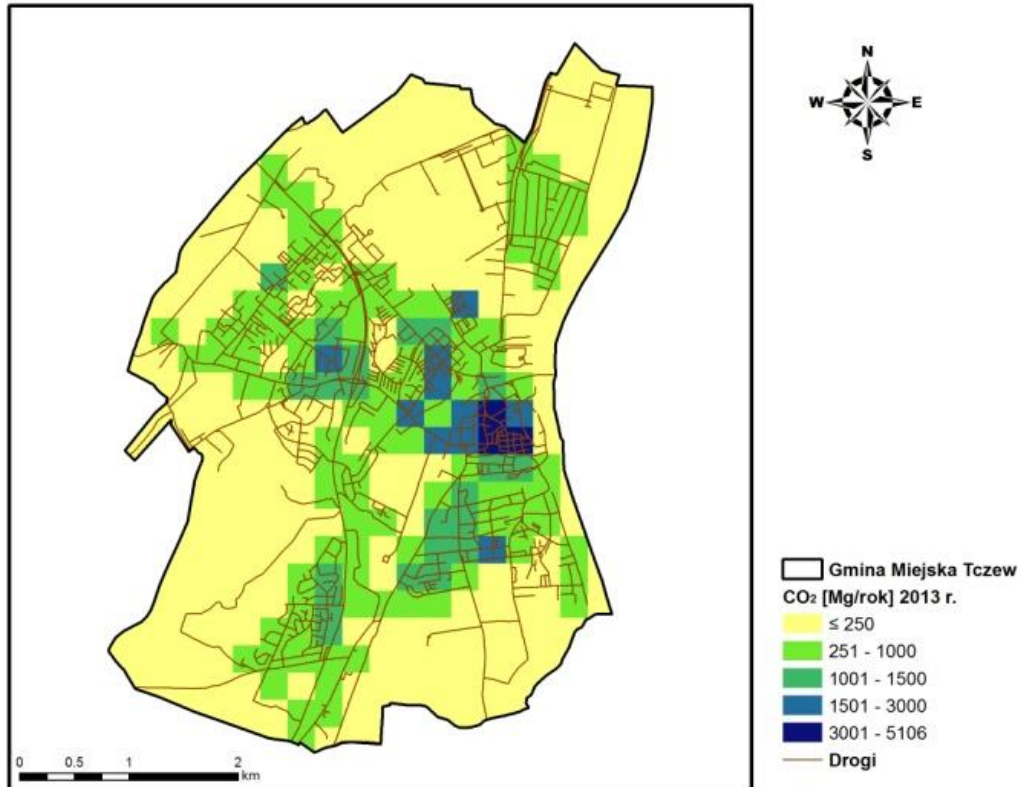 N
W E
S
Gmina Miejska Tczew
CO₂ [Mg/rok] 2013 r.
≤ 250
251 - 1000
1001 - 1500
1501 - 3000
3001 - 5106
Drogi
0 0.5 1 2
km